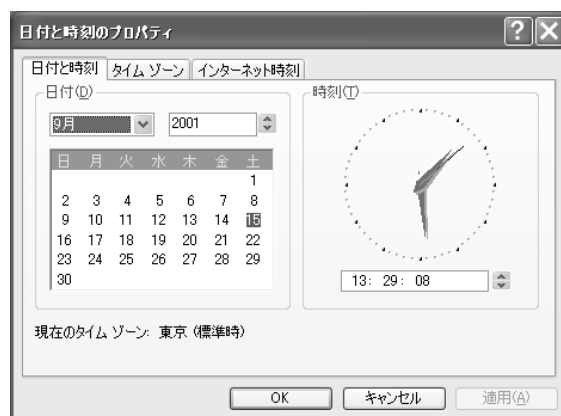 日付と時刻のプロパティ
日付と時刻 タイム ゾーン インターネット時刻
日付(D) 時刻(T)
9月 2001
日 月 火 水 木 金 土
1
2 3 4 5 6 7 8
9 10 11 12 13 14 15
16 17 18 19 20 21 22
23 24 25 26 27 28 29
30
13: 29: 08
現在のタイム ゾーン: 東京 (標準時)
OK キャンセル 適用(A)